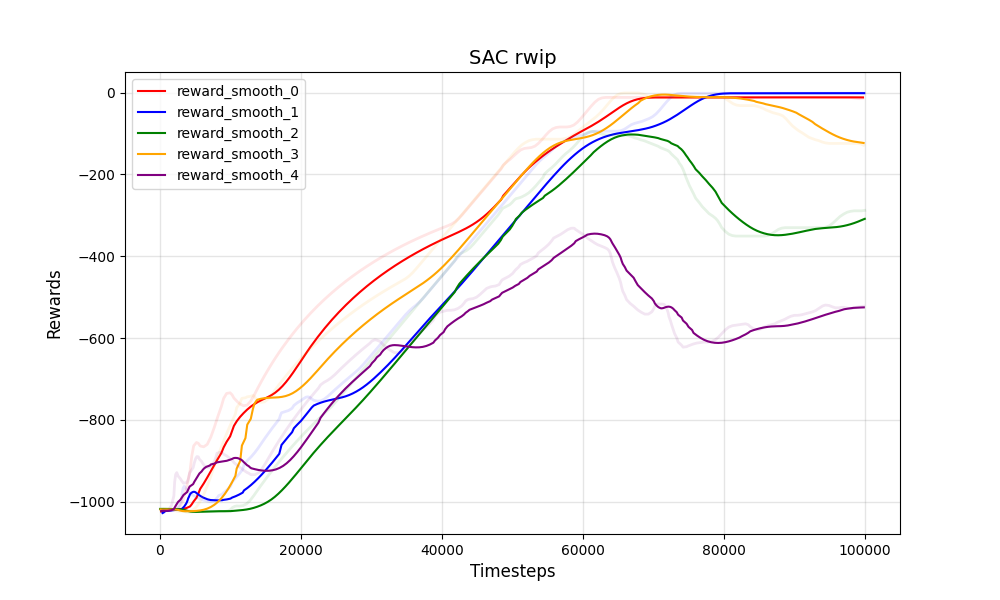 SAC rwip
reward_smooth_0
reward_smooth_1
reward_smooth_2
reward_smooth_3
reward_smooth_4
Rewards
0
−200
−400
−600
−800
−1000
0
20000
40000
60000
80000
100000
Timesteps